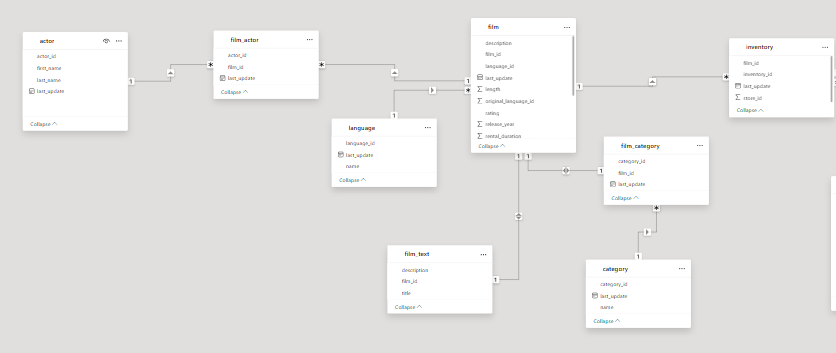 actor
actor_id
first_name
last_name
last_update
Collapse
1
*
film_actor
actor_id
film_id
last_update
Collapse
*
1
film
description
film_id
language_id
last_update
length
original_language_id
rating
release_year
rental_duration
Collapse
1
*
inventory
film_id
inventory_id
last_update
store_id
Collapse
*
1
language
language_id
last_update
name
Collapse
1
1
1
film_category
category_id
film_id
last_update
Collapse
*
1
film_text
description
film_id
title
Collapse
1
category
category_id
last_update
name
Collapse